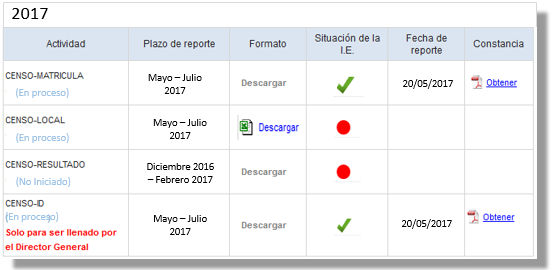 2017
Actividad
Plazo de reporte
Formato
Situación de la
I.E.
Fecha de
reporte
Constancia
CENSO-MATRICULA
(En proceso)
Mayo – Julio
2017
Descargar
20/05/2017
Obtener
CENSO-LOCAL
(En proceso)
Mayo – Julio
2017
Descargar
CENSO-RESULTADO
(No Iniciado)
Diciembre 2016
– Febrero 2017
Descargar
CENSO-ID
(En proceso)
Solo para ser llenado por
el Director General
Mayo – Julio
2017
Descargar
20/05/2017
Obtener